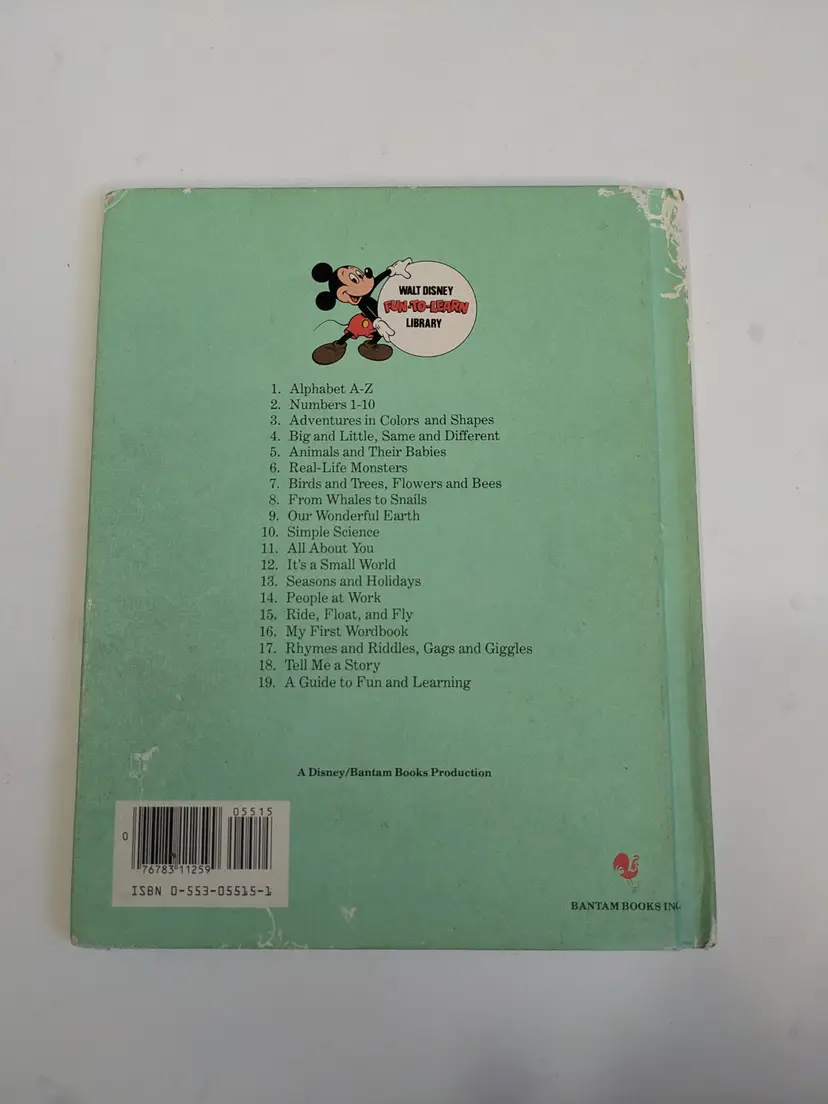 WALT DISNEY
FUN-TO-LEARN
LIBRARY
1. Alphabet A-Z
2. Numbers 1-10
3. Adventures in Colors and Shapes
4. Big and Little, Same and Different
5. Animals and Their Babies
6. Real-Life Monsters
7. Birds and Trees, Flowers and Bees
8. From Whales to Snails
9. Our Wonderful Earth
10. Simple Science
11. All About You
12. It's a Small World
13. Seasons and Holidays
14. People at Work
15. Ride, Float, and Fly
16. My First Wordbook
17. Rhymes and Riddles, Gags and Giggles
18. Tell Me a Story
19. A Guide to Fun and Learning
A Disney/Bantam Books Production
05515
0
76783 11259
ISBN 0-553-05515-1
BANTAM BOOKS INC.